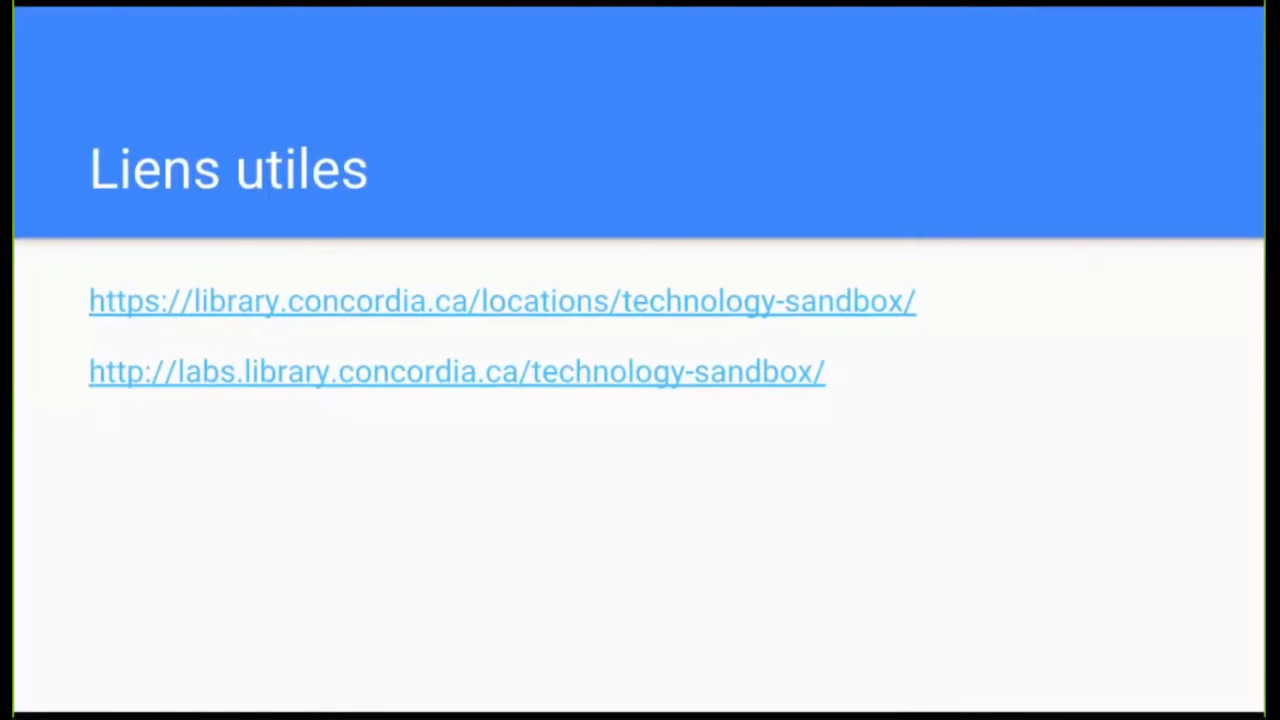 Liens utiles
https://library.concordia.ca/locations/technology-sandbox/
http://labs.library.concordia.ca/technology-sandbox/